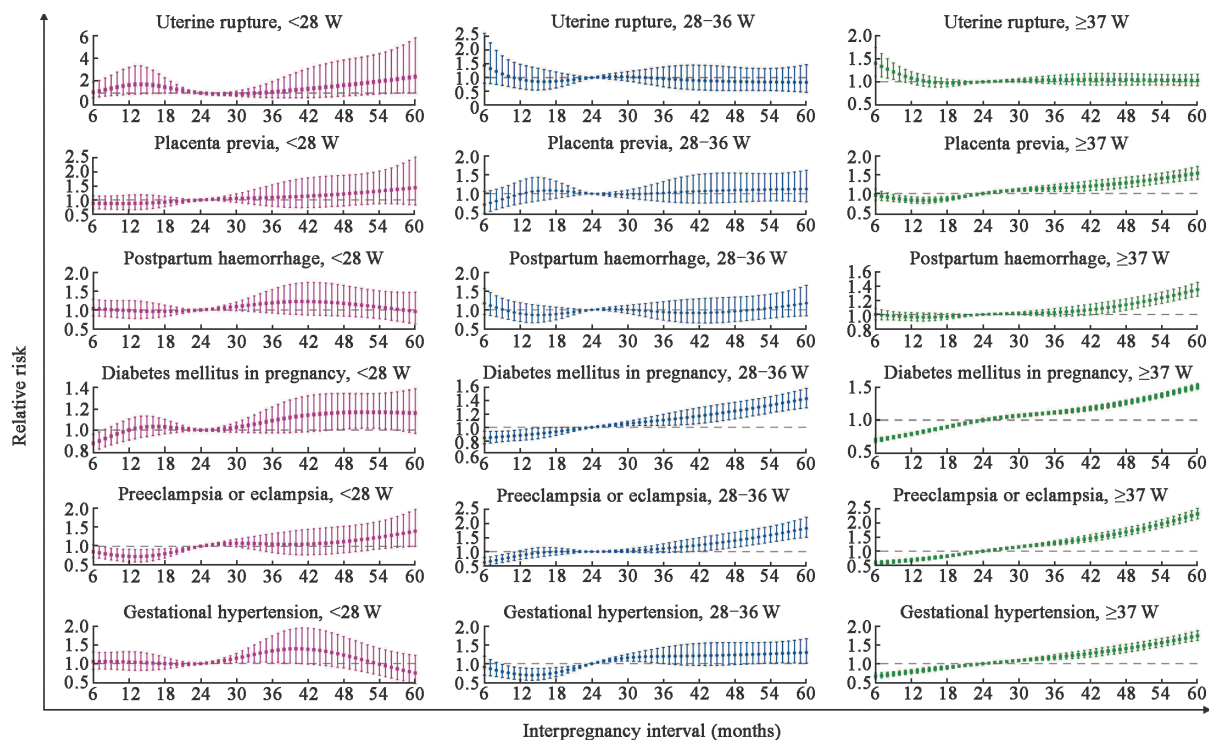 Relative risk
Uterine rupture, <28 W
6
4
2
1
0
6 12 18 24 30 36 42 48 54 60
Uterine rupture, 28−36 W
2.5
2.0
1.5
1.0
0.5
0
6 12 18 24 30 36 42 48 54 60
Uterine rupture, ≥37 W
2.0
1.5
1.0
0.5
6 12 18 24 30 36 42 48 54 60
Placenta previa, <28 W
2.5
2.0
1.5
1.0
0.5
6 12 18 24 30 36 42 48 54 60
Placenta previa, 28−36 W
2.0
1.5
1.0
0.5
6 12 18 24 30 36 42 48 54 60
Placenta previa, ≥37 W
2.0
1.5
1.0
0.5
6 12 18 24 30 36 42 48 54 60
Postpartum haemorrhage, <28 W
2.0
1.5
1.0
0.5
6 12 18 24 30 36 42 48 54 60
Postpartum haemorrhage, 28−36 W
2.0
1.5
1.0
0.5
6 12 18 24 30 36 42 48 54 60
Postpartum haemorrhage, ≥37 W
1.6
1.4
1.2
1.0
0.8
6 12 18 24 30 36 42 48 54 60
Diabetes mellitus in pregnancy, <28 W
1.4
1.2
1.0
0.8
6 12 18 24 30 36 42 48 54 60
Diabetes mellitus in pregnancy, 28−36 W
1.6
1.4
1.2
1.0
0.8
0.6
6 12 18 24 30 36 42 48 54 60
Diabetes mellitus in pregnancy, ≥37 W
1.5
1.0
0.5
6 12 18 24 30 36 42 48 54 60
Preeclampsia or eclampsia, <28 W
2.0
1.5
1.0
0.5
6 12 18 24 30 36 42 48 54 60
Preeclampsia or eclampsia, 28−36 W
2.5
2.0
1.5
1.0
0.5
6 12 18 24 30 36 42 48 54 60
Preeclampsia or eclampsia, ≥37 W
2.5
2.0
1.5
1.0
0.5
6 12 18 24 30 36 42 48 54 60
Gestational hypertension, <28 W
2.0
1.5
1.0
0.5
6 12 18 24 30 36 42 48 54 60
Gestational hypertension, 28−36 W
2.0
1.5
1.0
0.5
6 12 18 24 30 36 42 48 54 60
Gestational hypertension, ≥37 W
2.0
1.5
1.0
0.5
6 12 18 24 30 36 42 48 54 60
Interpregnancy interval (months)